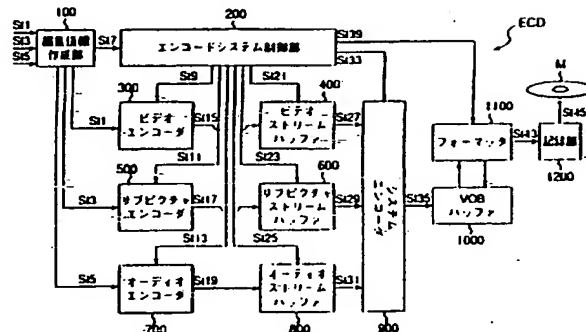 100
200
St1
St3
St5
編集情報
作成部
St7
エンコードシステム制御部
St39
St33
ECD
St9
St21
300
400
M
St1
ビデオ
エンコーダ
St15
ビデオ
ストリーム
バッファ
St27
1100
St45
フォーマッタ
St43
記録部
1200
St11
St23
500
600
St3
サブピクチャ
エンコーダ
St17
サブピクチャ
ストリーム
バッファ
St29
システム
エンコーダ
St35
VOB
バッファ
1000
St13
St25
St5
オーディオ
エンコーダ
St19
オーディオ
ストリーム
バッファ
St31
700
800
900